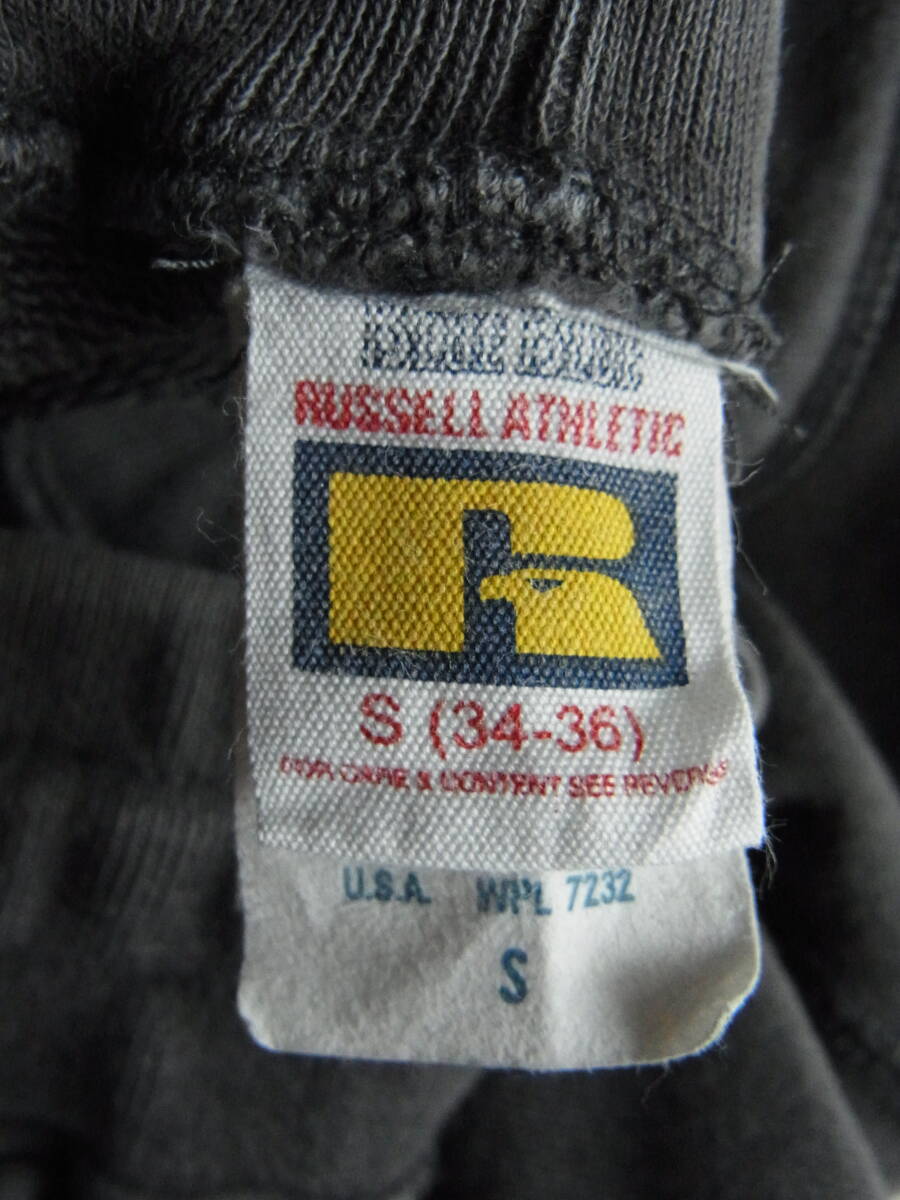 RUSSELL ATHLETIC
R
S (34-36)
FOR CARE & CONTENT SEE REVERSE
U.S.A. WPL 7232
S